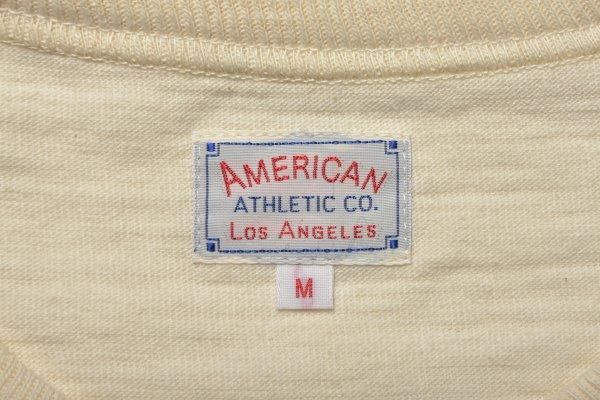 AMERICAN
ATHLETIC CO.
LOS ANGELES
M